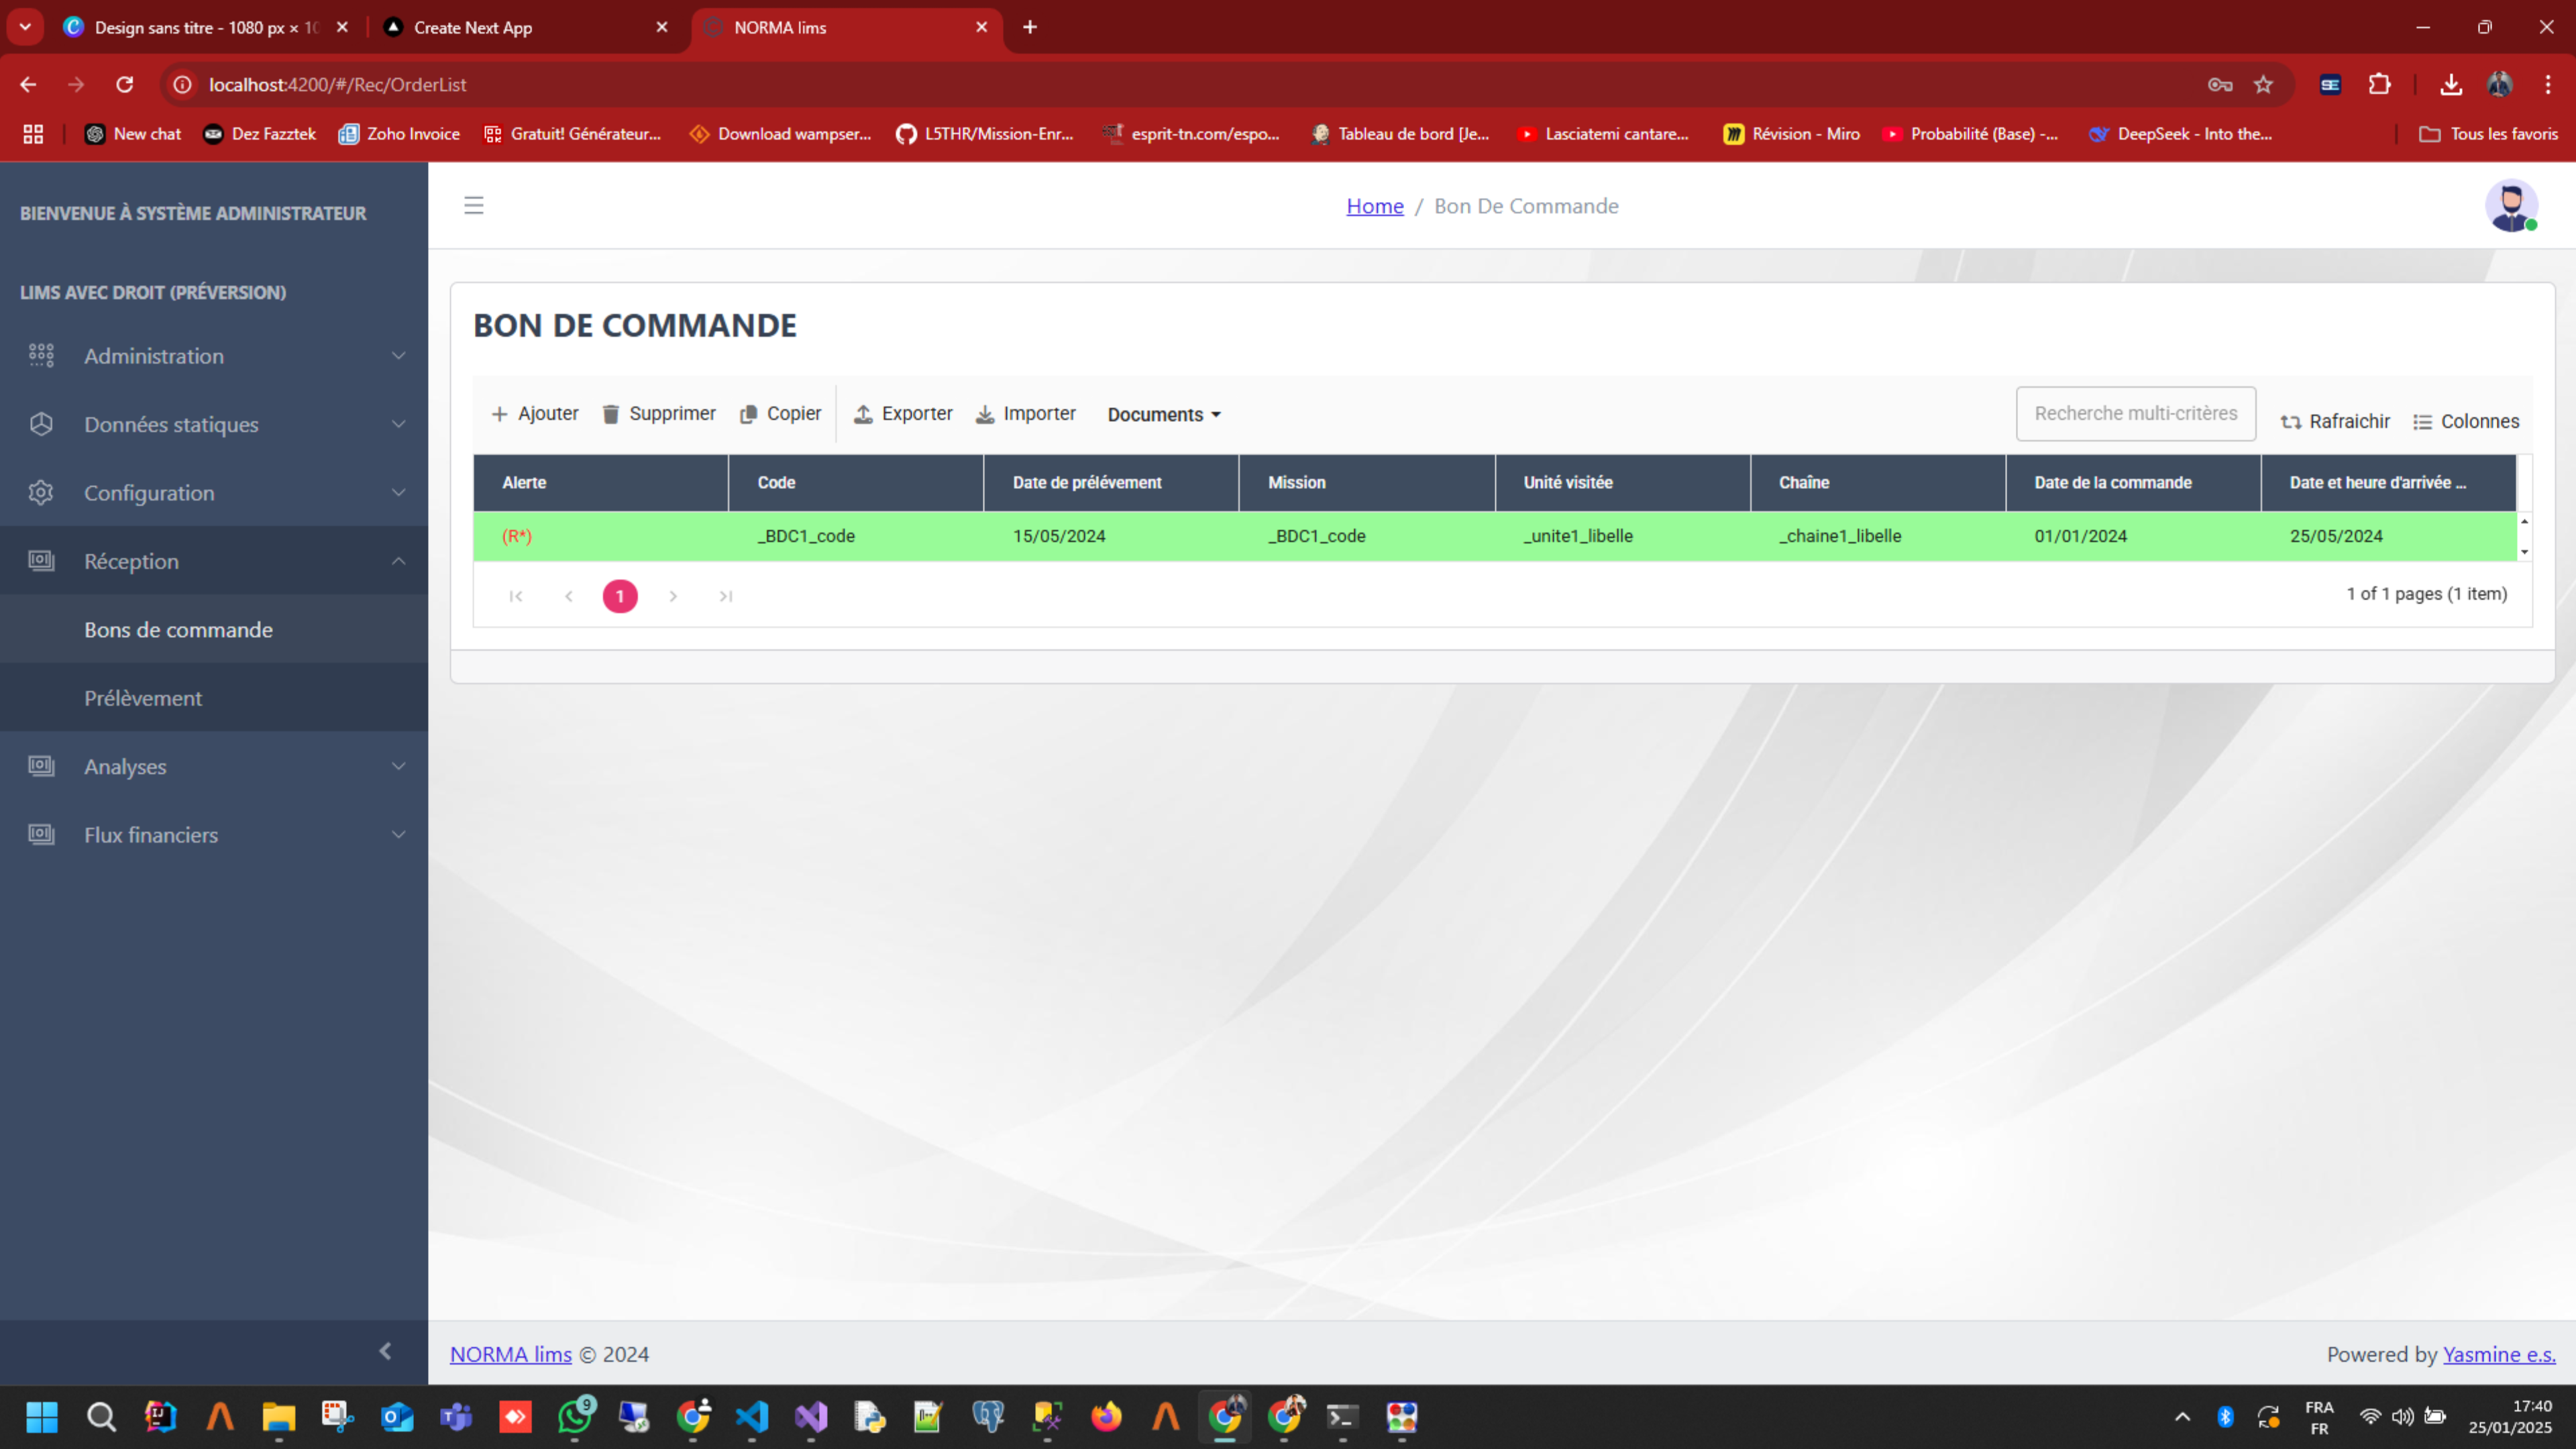 Design sans titre - 1080 px × 10
Create Next App
NORMA lims
localhost:4200/#/Rec/OrderList
New chat
Dez Fazztek
Zoho Invoice
Gratuit! Générateur...
Download wampser...
L5THR/Mission-Enr...
esprit-tn.com/espo...
Tableau de bord [Je...
Lasciatemi cantare...
Révision - Miro
Probabilité (Base) -...
DeepSeek - Into the...
Tous les favoris
BIENVENUE À SYSTÈME ADMINISTRATEUR
LIMS AVEC DROIT (PRÉVERSION)
Administration
Données statiques
Configuration
Réception
Bons de commande
Prélèvement
Analyses
Flux financiers
Home / Bon De Commande
BON DE COMMANDE
Ajouter Supprimer Copier Exporter Importer Documents Recherche multi-critères Rafraichir Colonnes
Alerte Code Date de prélévement Mission Unité visitée Chaîne Date de la commande Date et heure d'arrivée ...
(R*) _BDC1_code 15/05/2024 _BDC1_code _unite1_libelle _chaine1_libelle 01/01/2024 25/05/2024
1
1 of 1 pages (1 item)
NORMA lims © 2024
Powered by Yasmine e.s.
9
FRA
FR
17:40
25/01/2025